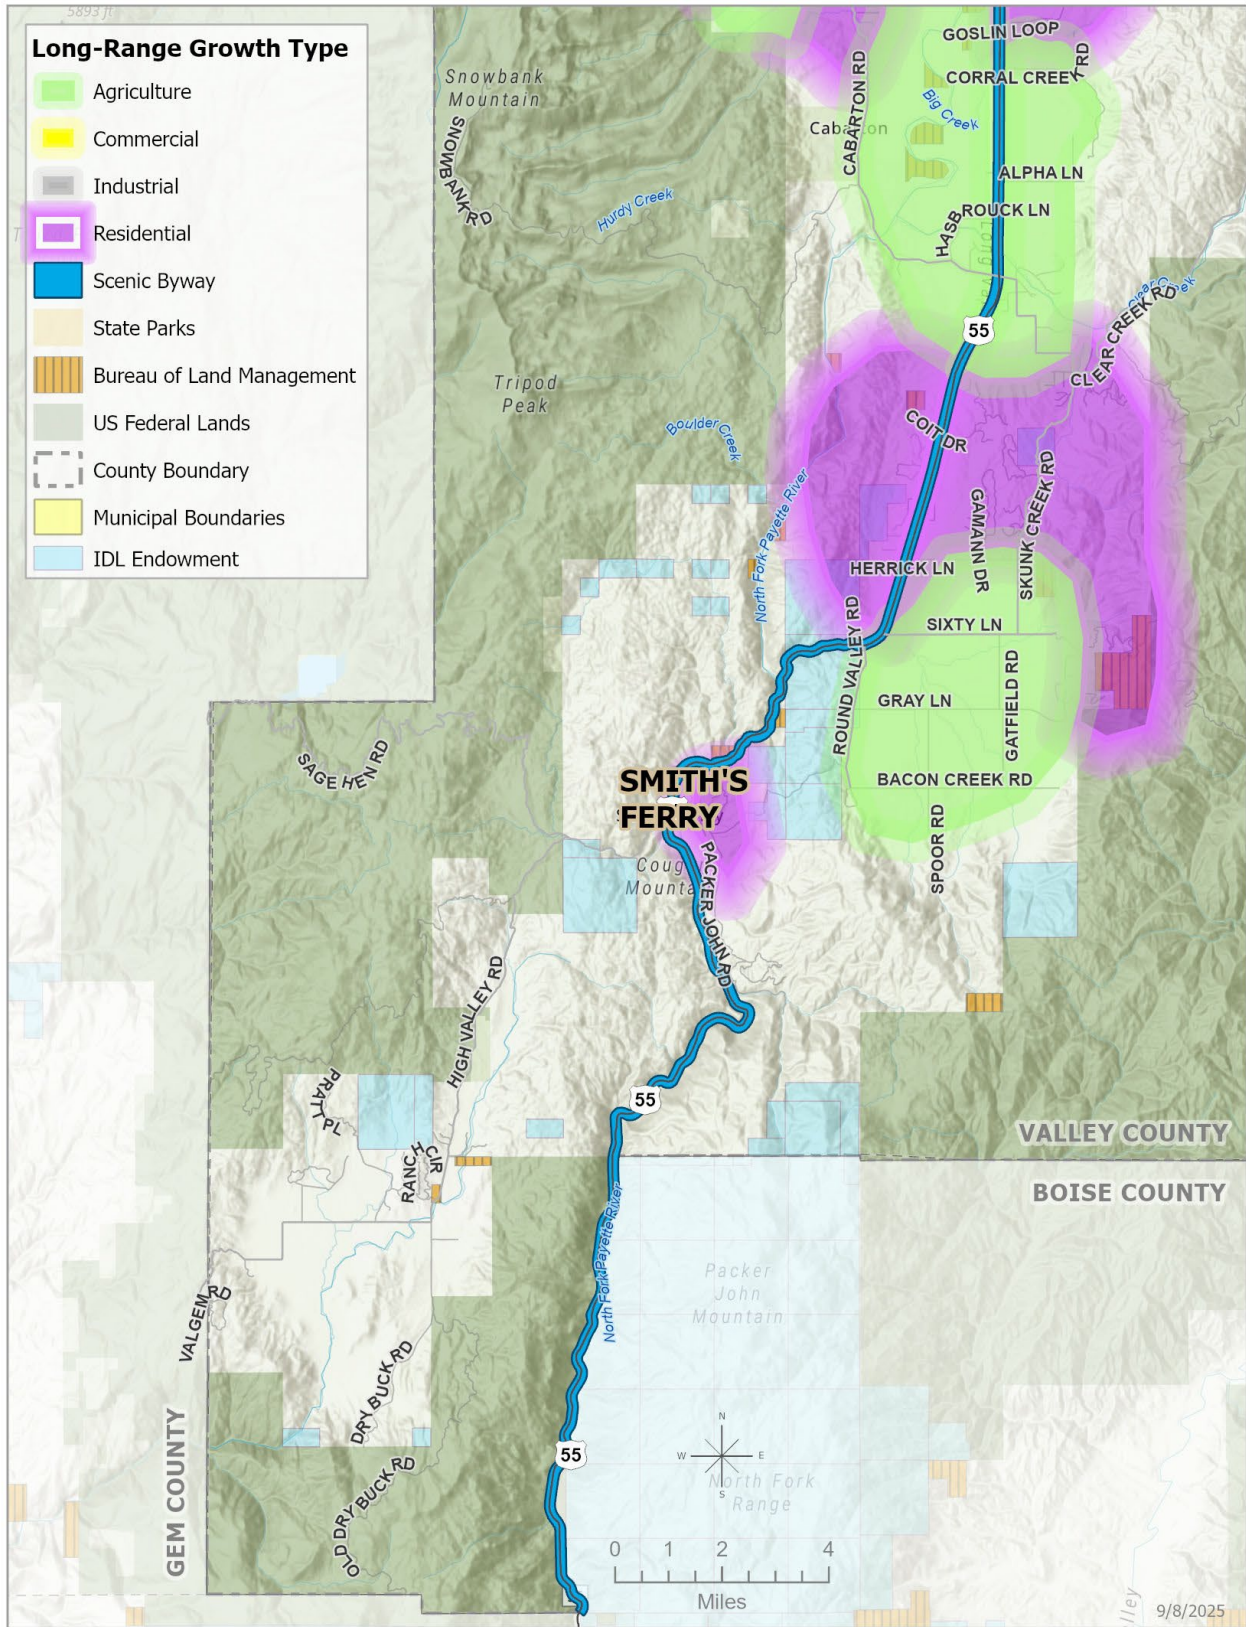 5893 ft
Long-Range Growth Type
Agriculture
Commercial
Industrial
Residential
Scenic Byway
State Parks
Bureau of Land Management
US Federal Lands
County Boundary
Municipal Boundaries
IDL Endowment
Snowbank
Mountain
SNOWBANK RD
Hurdy Creek
Tripod
Peak
Boulder Creek
North Fork Payette River
CABARTON RD
Cabarton
Big Creek
GOSLIN LOOP
CORRAL CREEK RD
ALPHA LN
HASBROUCK LN
55
Clear Creek
CLEAR CREEK RD
COIT DR
GAMANN DR
SKUNK CREEK RD
HERRICK LN
SIXTY LN
ROUND VALLEY RD
GRAY LN
GATFIELD RD
BACON CREEK RD
SPOOR RD
SAGE HEN RD
SMITH'S
FERRY
PACKER JOHN RD
HIGH VALLEY RD
PRATT PL
RANCH CIR
55
VALLEY COUNTY
BOISE COUNTY
North Fork Payette River
Packer
John
Mountain
VALGEM RD
DRY BUCK RD
OLD DRY BUCK RD
GEM COUNTY
55
N
W
E
S
North Fork
Range
0 1 2 4
Miles
9/8/2025